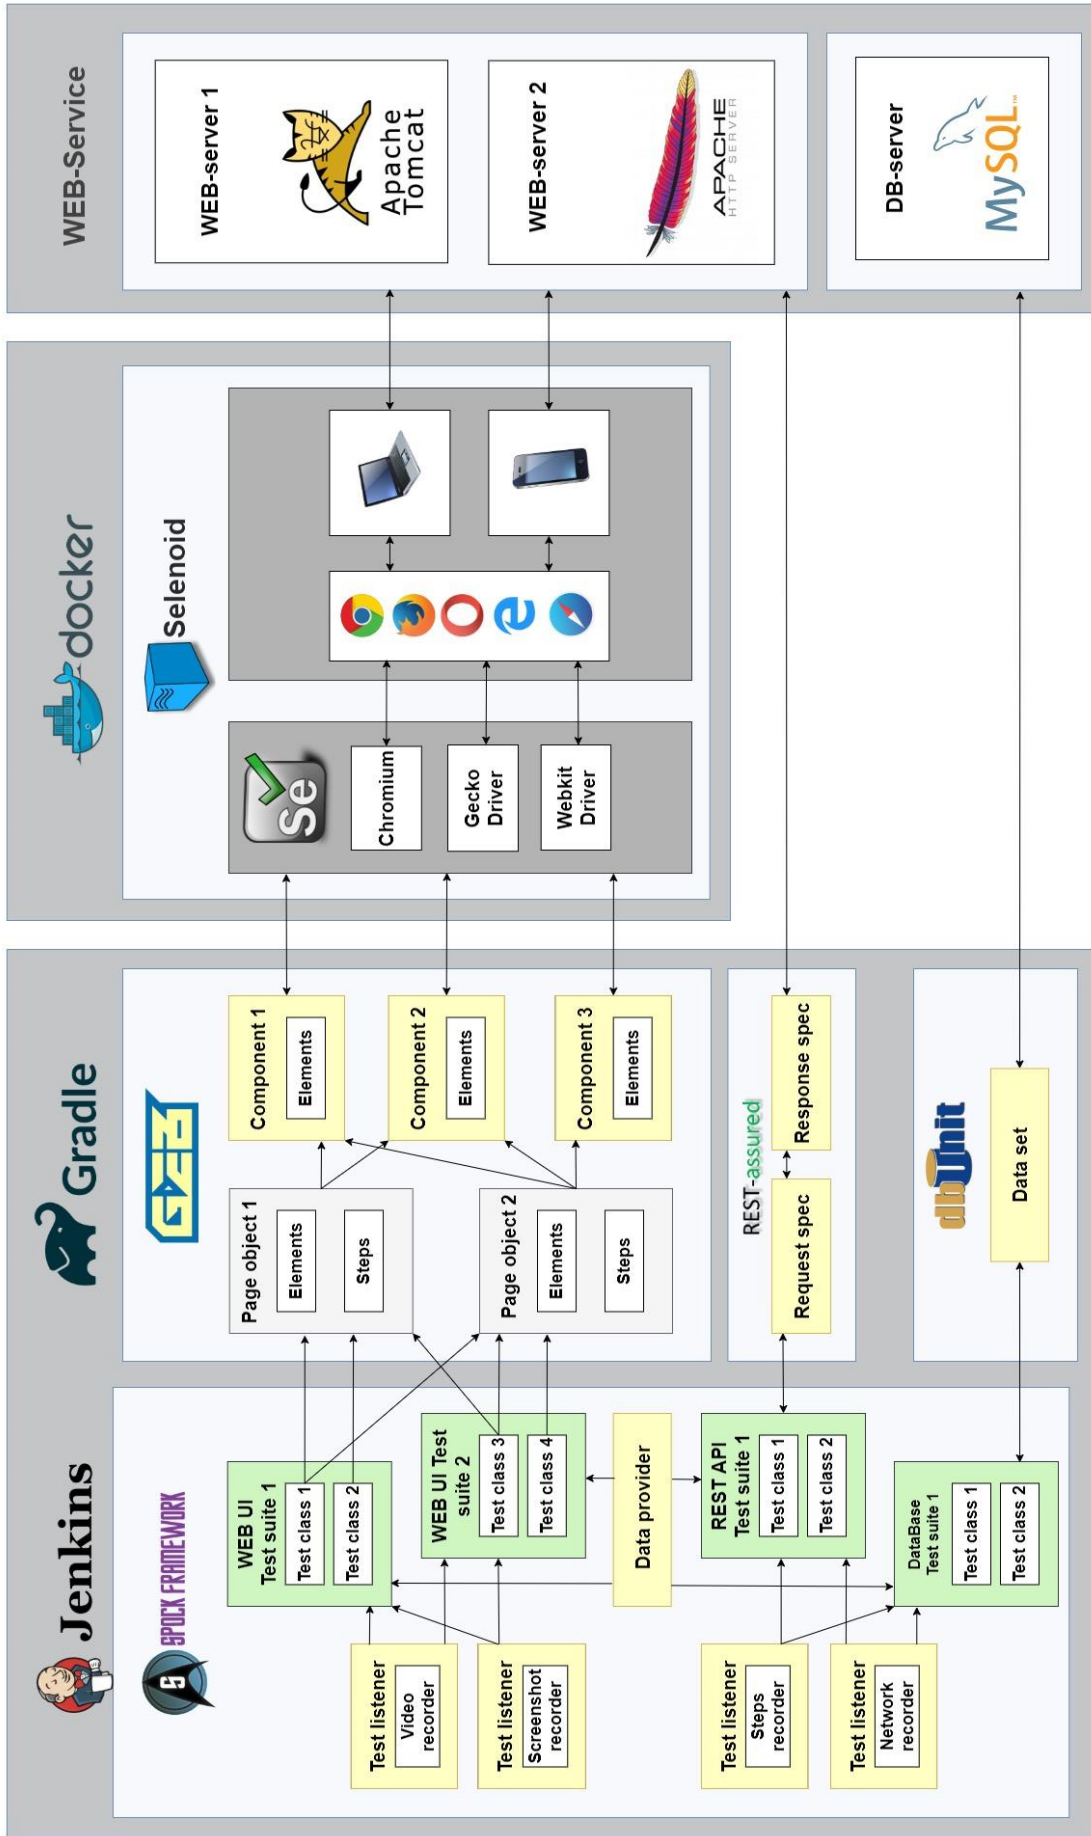 Jenkins
Gradle
docker
WEB-Service
SPOCK FRAMEWORK
S
Test listener
Video
recorder
Test listener
Screenshot
recorder
Test listener
Steps
recorder
Test listener
Network
recorder
WEB UI
Test suite 1
Test class 1
Test class 2
WEB UI Test
suite 2
Test class 3
Test class 4
Data provider
REST API
Test suite 1
Test class 1
Test class 2
DataBase
Test suite 1
Test class 1
Test class 2
GEB
Page object 1
Elements
Steps
Page object 2
Elements
Steps
Component 1
Elements
Component 2
Elements
Component 3
Elements
REST-assured
Request spec
Response spec
dbUnit
Data set
Selenoid
Se
Chromium
Gecko
Driver
Webkit
Driver
WEB-server 1
Apache
Tomcat
WEB-server 2
APACHE
HTTP SERVER
DB-server
MySQL™